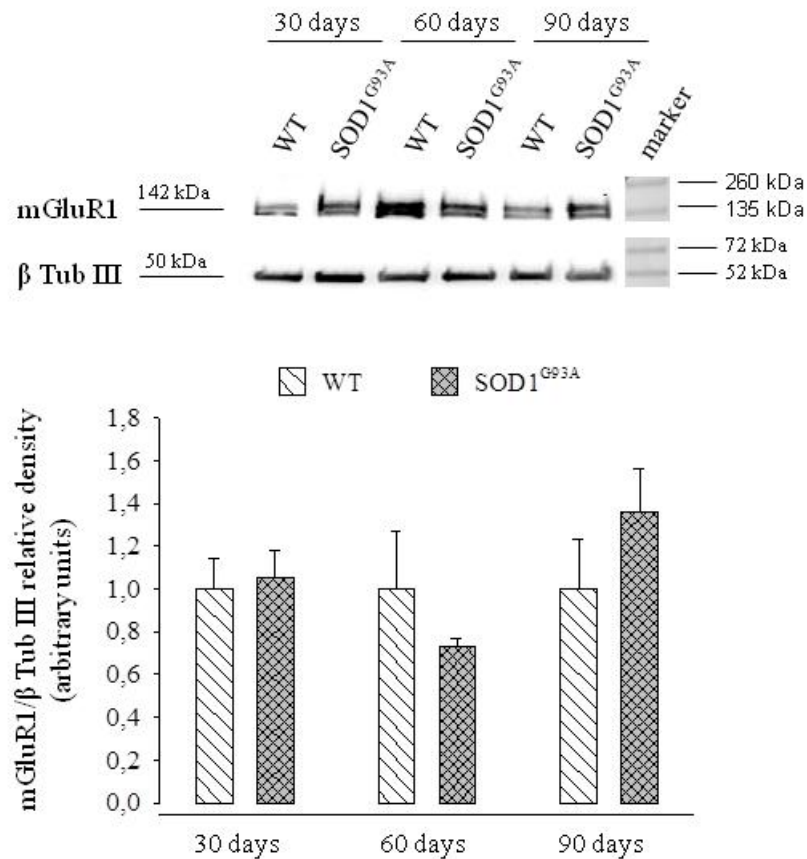 30 days 60 days 90 days
WT SOD1G93A WT SOD1G93A WT SOD1G93A marker
mGluR1 142 kDa 260 kDa
135 kDa
β Tub III 50 kDa 72 kDa
52 kDa
WT SOD1G93A
mGluR1/β Tub III relative density
(arbitrary units)
1,8
1,6
1,4
1,2
1,0
0,8
0,6
0,4
0,2
0,0
30 days 60 days 90 days